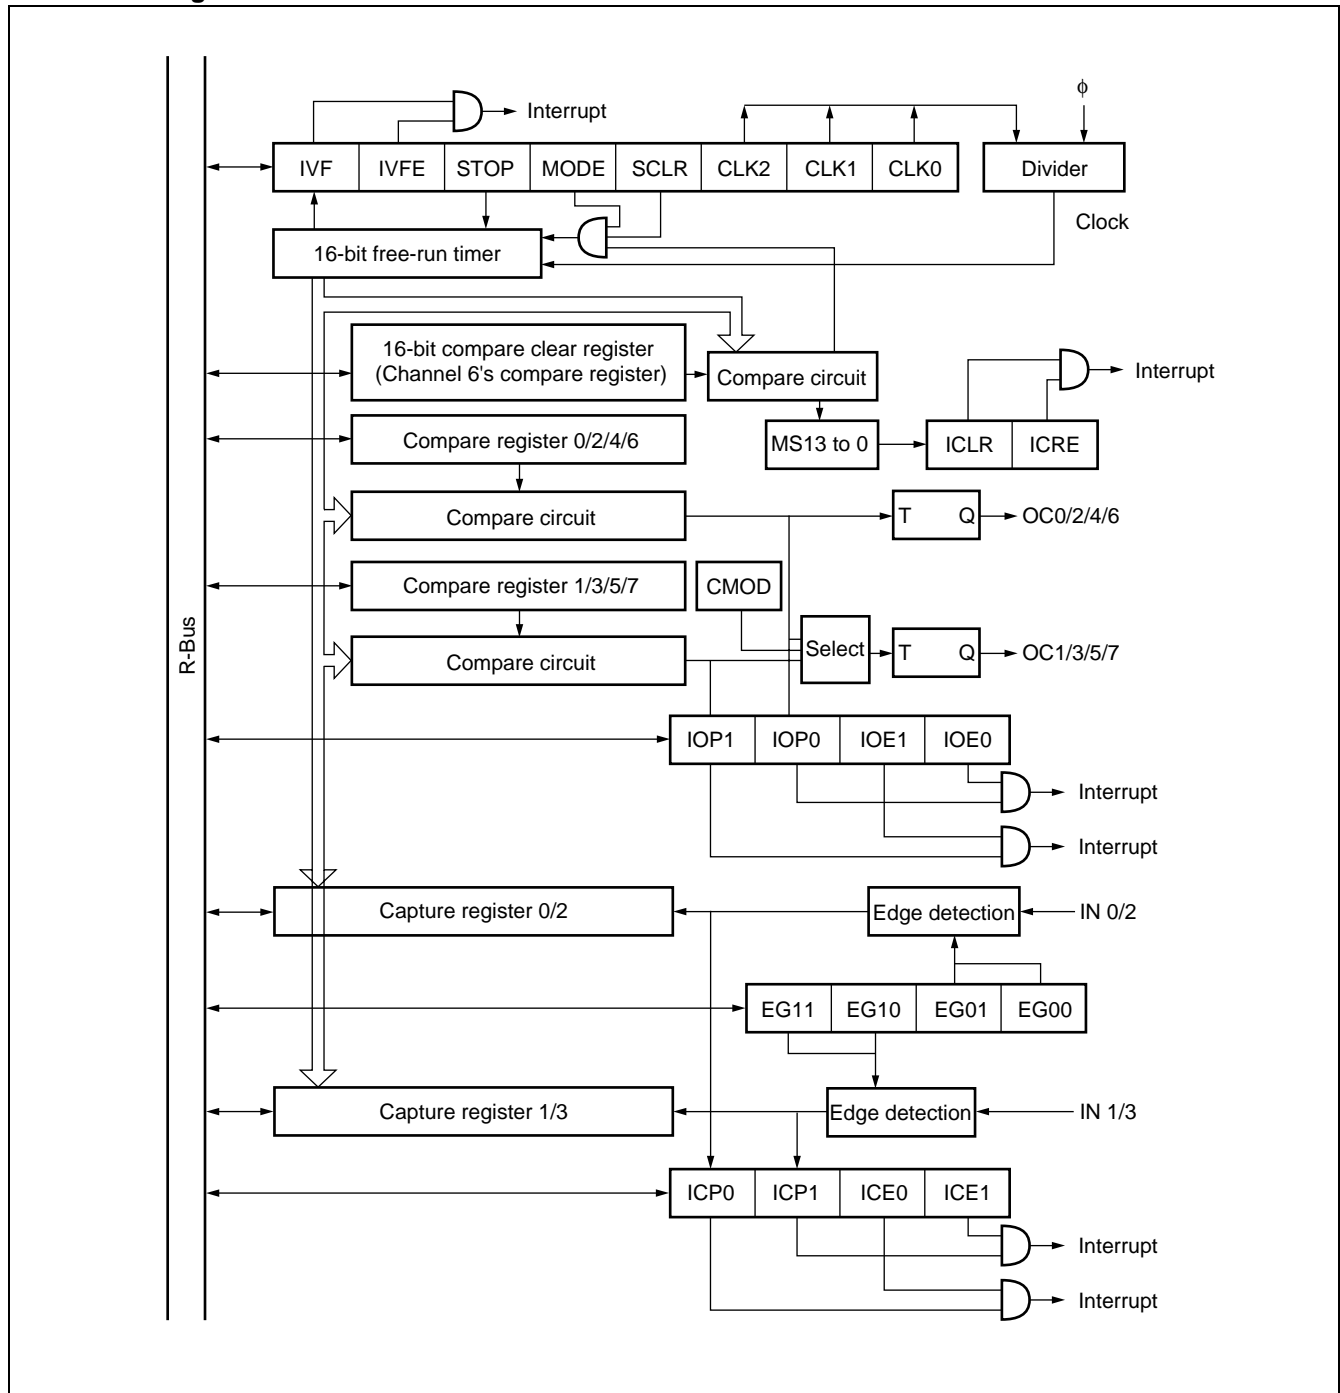 IVF IVFE STOP MODE SCLR CLK2 CLK1 CLK0
Interrupt
ϕ
Divider
Clock
16-bit free-run timer
16-bit compare clear register
(Channel 6's compare register)
Compare circuit
Interrupt
Compare register 0/2/4/6
MS13 to 0
ICLR ICRE
Compare circuit
T Q
OC0/2/4/6
Compare register 1/3/5/7
CMOD
R-Bus
Compare circuit
Select
T Q
OC1/3/5/7
IOP1 IOP0 IOE1 IOE0
Interrupt
Interrupt
Capture register 0/2
Edge detection
IN 0/2
EG11 EG10 EG01 EG00
Capture register 1/3
Edge detection
IN 1/3
ICP0 ICP1 ICE0 ICE1
Interrupt
Interrupt